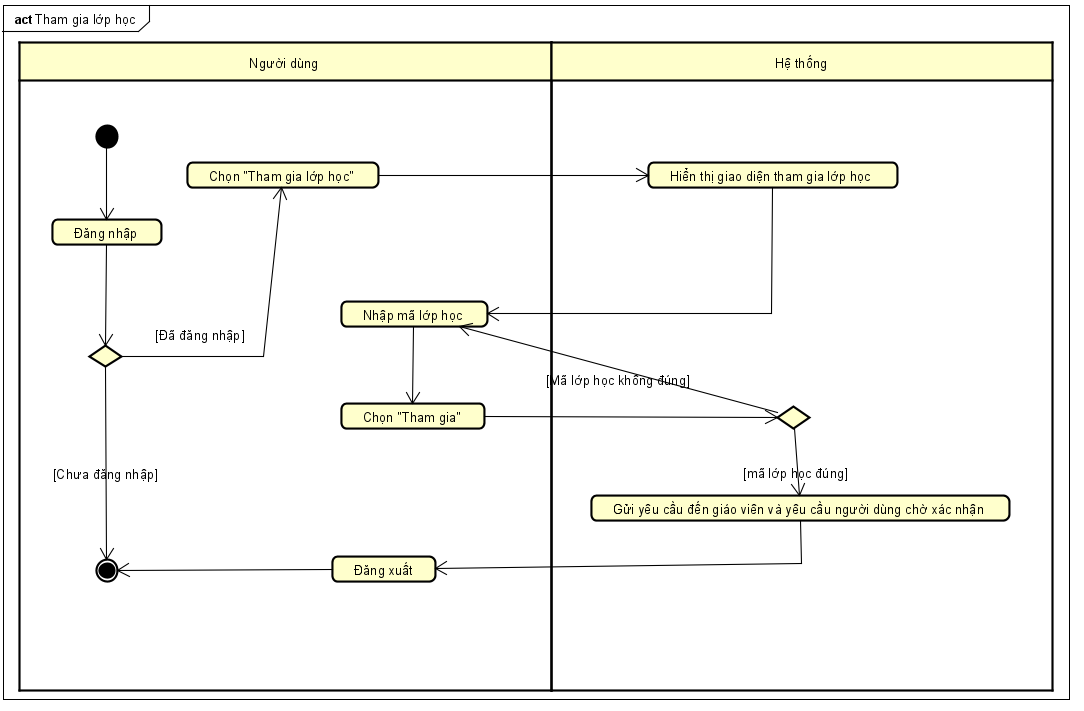 act Tham gia lớp học
Người dùng
Hệ thống
Chọn "Tham gia lớp học"
Hiển thị giao diện tham gia lớp học
Đăng nhập
Nhập mã lớp học
[Đã đăng nhập]
[Mã lớp học không đúng]
Chọn "Tham gia"
[Chưa đăng nhập]
[mã lớp học đúng]
Gửi yêu cầu đến giáo viên và yêu cầu người dùng chờ xác nhận
Đăng xuất